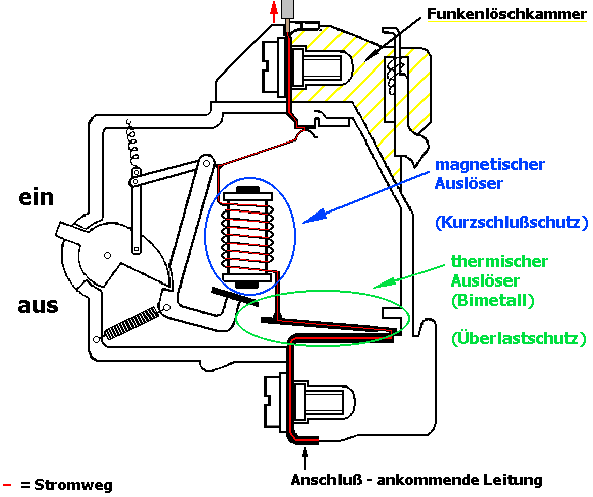 Funkenlöschkammer
magnetischer
Auslöser
(Kurzschlußschutz)
ein
thermischer
Auslöser
(Bimetall)
(Überlastschutz)
aus
Anschluß - ankommende Leitung
= Stromweg